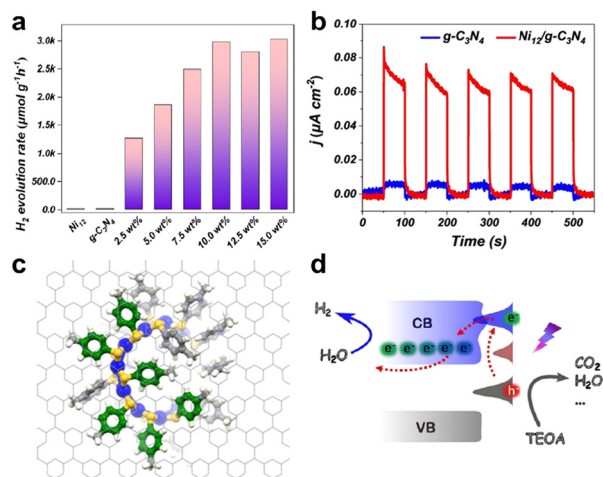 a
H₂ evolution rate (μmol g⁻¹h⁻¹)
3.0k
2.5k
2.0k
1.5k
1.0k
500.0
0.0
Ni₁₂
g-C₃N₄
2.5 wt%
5.0 wt%
7.5 wt%
10.0 wt%
12.5 wt%
15.0 wt%
b
g-C₃N₄
Ni₁₂/g-C₃N₄
j (μA cm⁻²)
0.10
0.08
0.06
0.04
0.02
0.00
0 100 200 300 400 500
Time (s)
c
d
H₂
H₂O
CB
e⁻ e⁻ e⁻ e⁻ e⁻
e⁻
h⁺
VB
CO₂
H₂O
...
TEOA